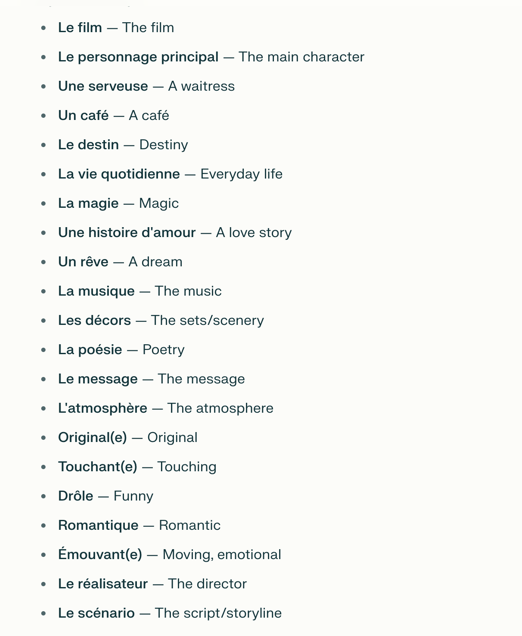 • Le film — The film
• Le personnage principal — The main character
• Une serveuse — A waitress
• Un café — A café
• Le destin — Destiny
• La vie quotidienne — Everyday life
• La magie — Magic
• Une histoire d'amour — A love story
• Un rêve — A dream
• La musique — The music
• Les décors — The sets/scenery
• La poésie — Poetry
• Le message — The message
• L'atmosphère — The atmosphere
• Original(e) — Original
• Touchant(e) — Touching
• Drôle — Funny
• Romantique — Romantic
• Émouvant(e) — Moving, emotional
• Le réalisateur — The director
• Le scénario — The script/storyline